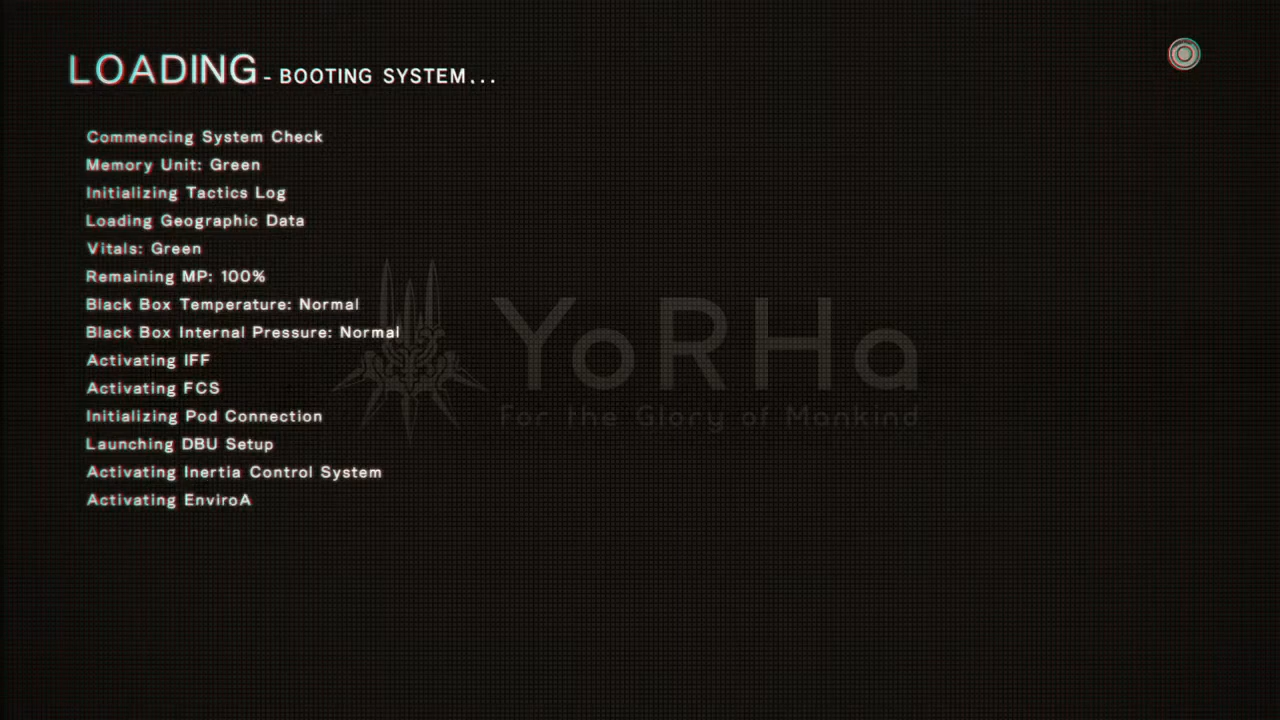 LOADING - BOOTING SYSTEM...
Commencing System Check
Memory Unit: Green
Initializing Tactics Log
Loading Geographic Data
Vitals: Green
Remaining MP: 100%
Black Box Temperature: Normal
Black Box Internal Pressure: Normal
Activating IFF
Activating FCS
Initializing Pod Connection
Launching DBU Setup
Activating Inertia Control System
Activating EnviroA
YoRHa
For the Glory of Mankind